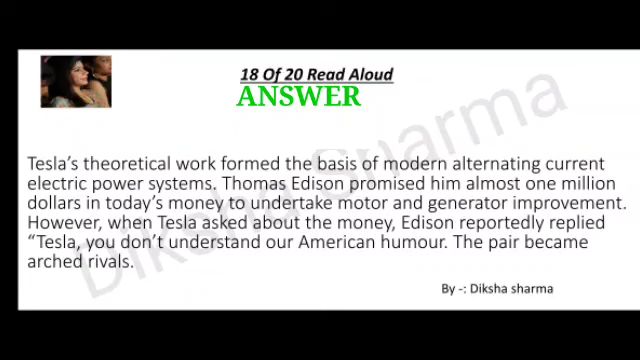 18 Of 20 Read Aloud
ANSWER
Tesla's theoretical work formed the basis of modern alternating current
electric power systems. Thomas Edison promised him almost one million
dollars in today's money to undertake motor and generator improvement.
However, when Tesla asked about the money, Edison reportedly replied
“Tesla, you don't understand our American humour. The pair became
arched rivals.
By -: Diksha sharma
Diksha Sharma